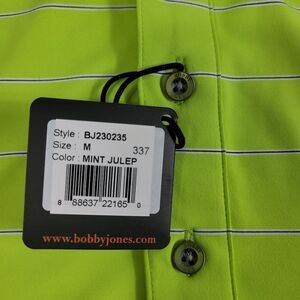 Style : BJ230235
Size : M 337
Color : MINT JULEP
8 88637 22165 0
www.bobbyjones.com